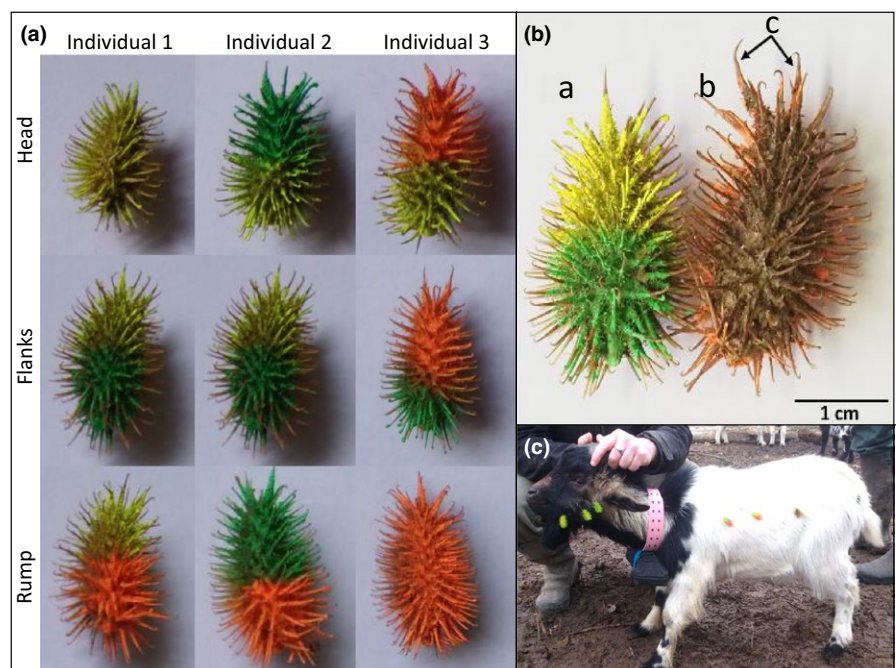 (a)
Individual 1 Individual 2 Individual 3
Head
Flanks
Rump
(b)
a
b
c
1 cm
(c)